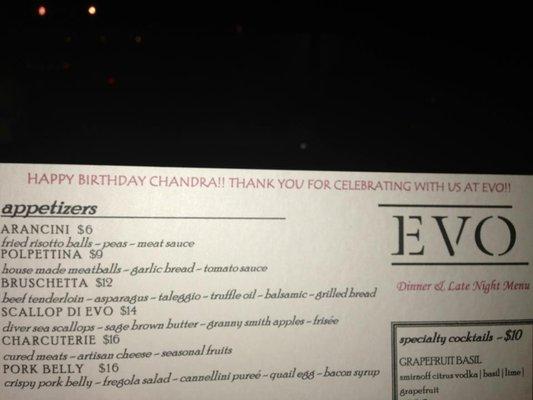 HAPPY BIRTHDAY CHANDRA!! THANK YOU FOR CELEBRATING WITH US AT EVO!!
appetizers
ARANCINI $6
fried risotto balls – peas – meat sauce
POLPETTINA $9
house made meatballs – garlic bread – tomato sauce
BRUSCHETTA $12
beef tenderloin – asparagus – taleggio – truffle oil – balsamic – grilled bread
SCALLOP DI EVO $14
diver sea scallops – sage brown butter – granny smith apples – frisée
CHARCUTERIE $16
cured meats – artisan cheese – seasonal fruits
PORK BELLY $16
crispy pork belly – fregola salad – cannellini pureé – quail egg – bacon syrup
EVO
Dinner & Late Night Menu
specialty cocktails – $10
GRAPEFRUIT BASIL
smirnoff citrus vodka | basil | lime |
grapefruit